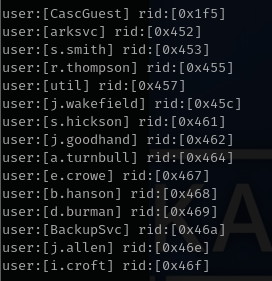 user:[CascGuest] rid:[0x1f5]
user:[arksvc] rid:[0x452]
user:[s.smith] rid:[0x453]
user:[r.thompson] rid:[0x455]
user:[util] rid:[0x457]
user:[j.wakefield] rid:[0x45c]
user:[s.hickson] rid:[0x461]
user:[j.goodhand] rid:[0x462]
user:[a.turnbull] rid:[0x464]
user:[e.crowe] rid:[0x467]
user:[b.hanson] rid:[0x468]
user:[d.burman] rid:[0x469]
user:[BackupSvc] rid:[0x46a]
user:[j.allen] rid:[0x46e]
user:[i.croft] rid:[0x46f]
KA